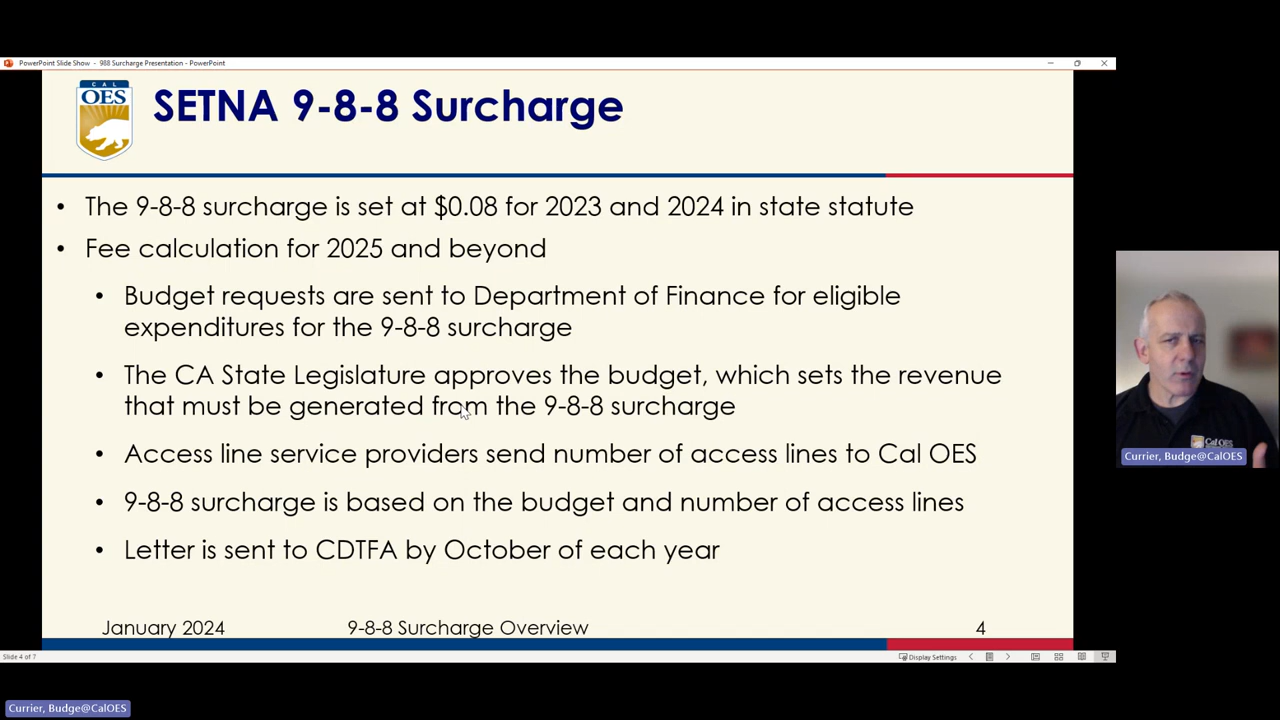 PowerPoint Slide Show - 988 Surcharge Presentation - PowerPoint
CAL
OES
SETNA 9-8-8 Surcharge
• The 9-8-8 surcharge is set at $0.08 for 2023 and 2024 in state statute
• Fee calculation for 2025 and beyond
• Budget requests are sent to Department of Finance for eligible
expenditures for the 9-8-8 surcharge
• The CA State Legislature approves the budget, which sets the revenue
that must be generated from the 9-8-8 surcharge
• Access line service providers send number of access lines to Cal OES
• 9-8-8 surcharge is based on the budget and number of access lines
• Letter is sent to CDTFA by October of each year
January 2024 9-8-8 Surcharge Overview 4
Slide 4 of 7 Display Settings
Cal OES
Currier, Budge@CalOES
Currier, Budge@CalOES